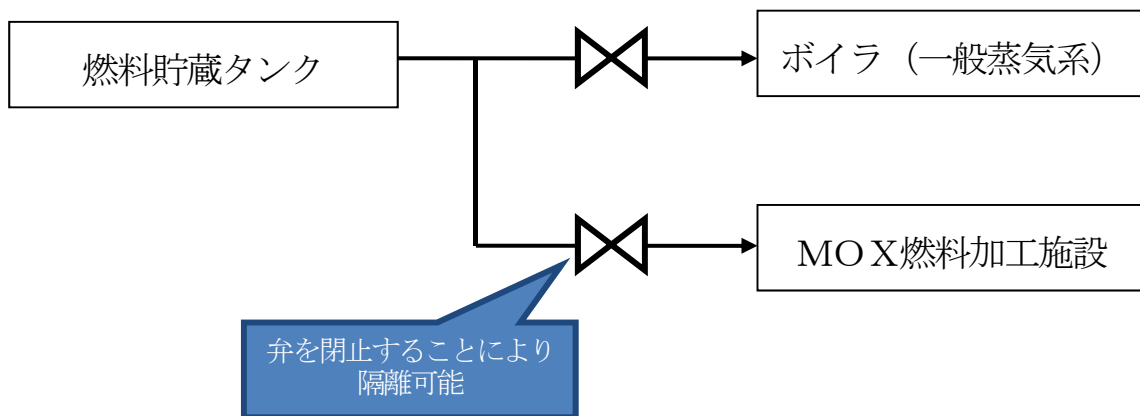 燃料貯蔵タンク
ボイラ（一般蒸気系）
ＭＯＸ燃料加工施設
弁を閉止することにより
隔離可能